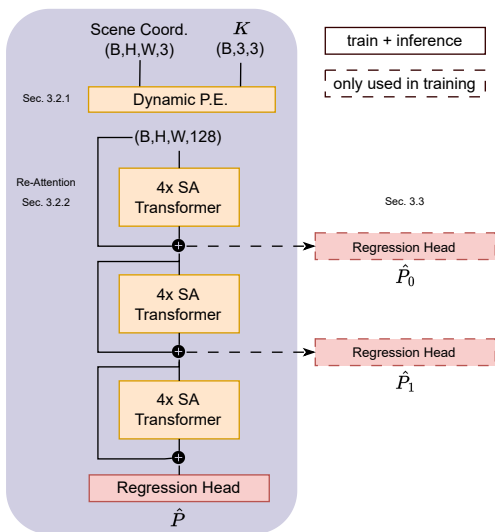 Scene Coord.
(B,H,W,3)
K
(B,3,3)
train + inference
only used in training
Sec. 3.2.1
Dynamic P.E.
(B,H,W,128)
Re-Attention
Sec. 3.2.2
4x SA
Transformer
+
Sec. 3.3
Regression Head
P̂₀
4x SA
Transformer
+
Regression Head
P̂₁
4x SA
Transformer
+
Regression Head
P̂